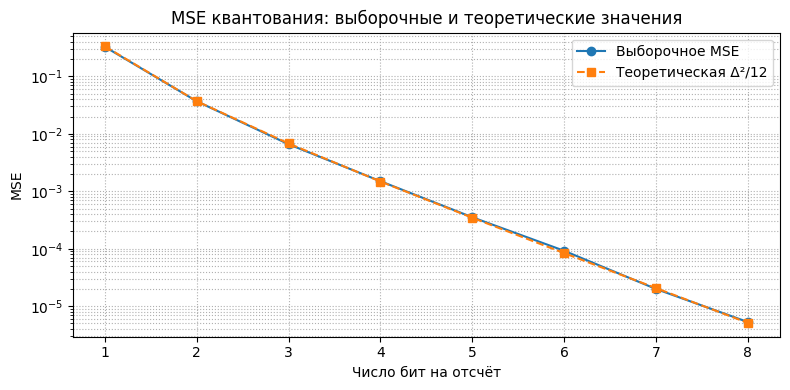 MSE квантования: выборочные и теоретические значения
Выборочное MSE
Теоретическая Δ²/12
MSE
10⁻¹
10⁻²
10⁻³
10⁻⁴
10⁻⁵
1 2 3 4 5 6 7 8
Число бит на отсчёт